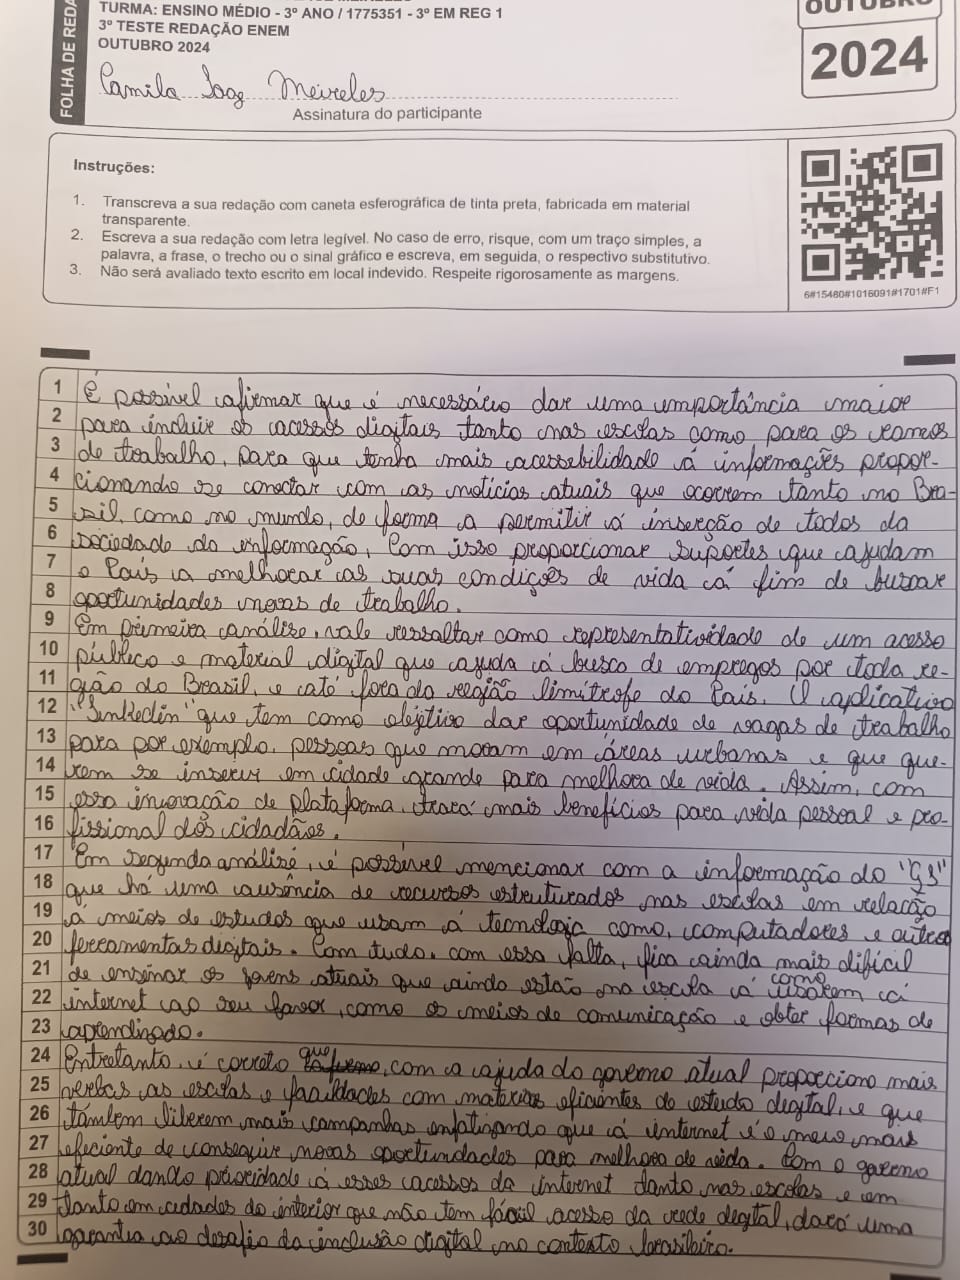 FOLHA DE REDA
TURMA: ENSINO MÉDIO - 3º ANO / 1775351 - 3º EM REG 1
3º TESTE REDAÇÃO ENEM
OUTUBRO 2024
Camila Meireles
Assinatura do participante
OUTUBRO
2024
Instruções:
1. Transcreva a sua redação com caneta esferográfica de tinta preta, fabricada em material
transparente.
2. Escreva a sua redação com letra legível. No caso de erro, risque, com um traço simples, a
palavra, a frase, o trecho ou o sinal gráfico e escreva, em seguida, o respectivo substitutivo.
3. Não será avaliado texto escrito em local indevido. Respeite rigorosamente as margens.
6#15480#1016091#1701#F1
1 É possível afirmar que é necessário dar uma importância maior
2 para incluir os acessos digitais tanto nas escolas como, para os ramos
3 de trabalho, para que tenha mais acessebilidade á informações propor-
4 cionando se conectar com as notícias atuais que ocorrem tanto no Bra-
5 sil, como no mundo, de forma a permitir á inserção de todos da
6 sociedade da informação, Com isso proporcionar suportes que ajudam
7 o País a melhorar as suas condições de vida á fim de buscar
8 oportunidades novas de trabalho.
9 Em primeira análise, vale ressaltar como representatividade de um acesso
10 público e material digital que ajuda á busca de empregos por toda re-
11 gião do Brasil, e até fora da região limítrofe do País. O aplicativo
12 "Linkedin" que tem como objetivo dar oportunidade de vagas de trabalho
13 para por exemplo, pessoas que moram em áreas urbanas e que que-
14 rem se inserir em cidade grande para melhora de vida. Assim, com
15 essa inovação de plataforma, trará mais benefícios para vida pessoal e pro-
16 fissional dos cidadãos.
17 Em segunda análise, é possível mencionar com a informação do "G1"
18 que há uma ausência de recursos estruturados nas escolas em relação
19 á meios de estudos que usam á tecnologia como, computadores e outras
20 ferramentas digitais. Com tudo, com essa falta, fica ainda mais difícil
21 de ensinar os jovens atuais que ainda estão na escola á como usarem á
22 internet ao seu favor, como os meios de comunicação e obter formas de
23 aprendizado.
24 Entretanto, é correto que, com a ajuda do governo atual proporciono mais
25 verbas as escolas e faculdades com materias eficientes de estudo degital, e que
26 também liberem mais campanhas enfatizando que á internet é o meio mais
27 efeciente de conseguir novas oportunidades para melhora de vida. Com o governo
28 atual dando prioridade á esses acessos da internet tanto nas escolas e em
29 tanto em cidades do interior que não tem fácil acesso da rede degital, dará uma
30 garantia ao desafio da inclusão digital no contexto brasileiro.